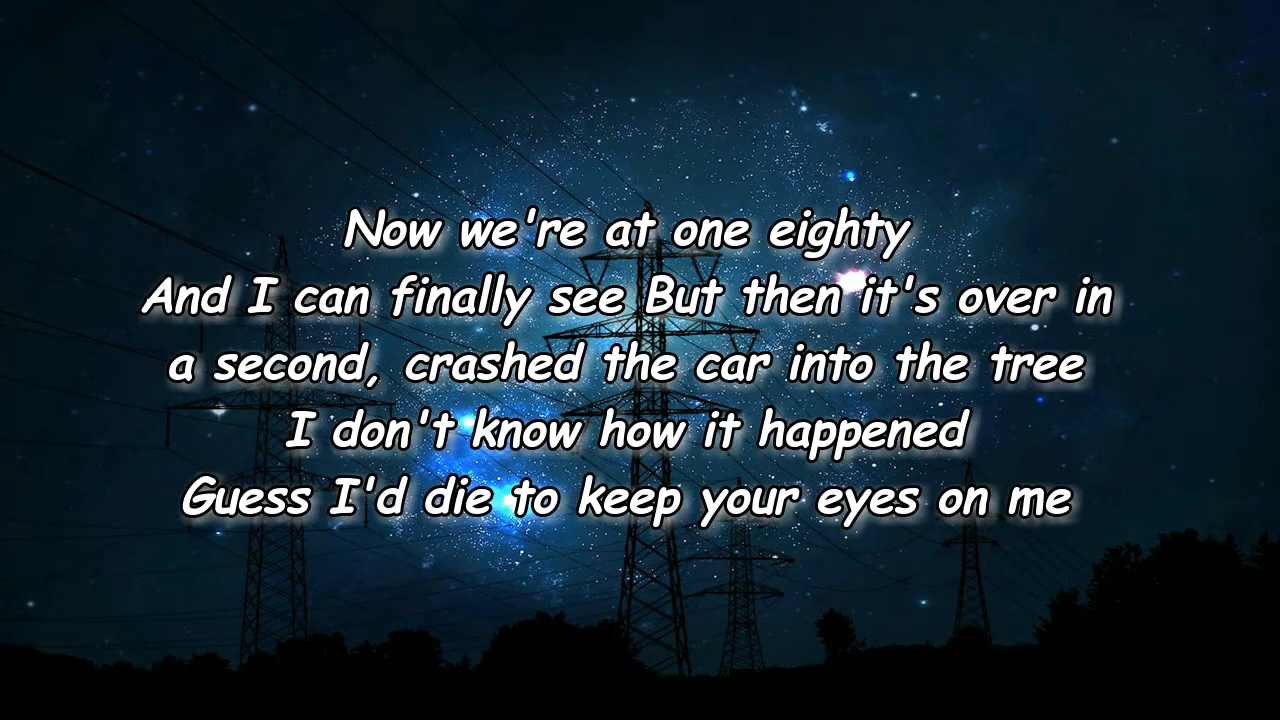 Now we're at one eighty
And I can finally see But then it's over in
a second, crashed the car into the tree
I don't know how it happened
Guess I'd die to keep your eyes on me